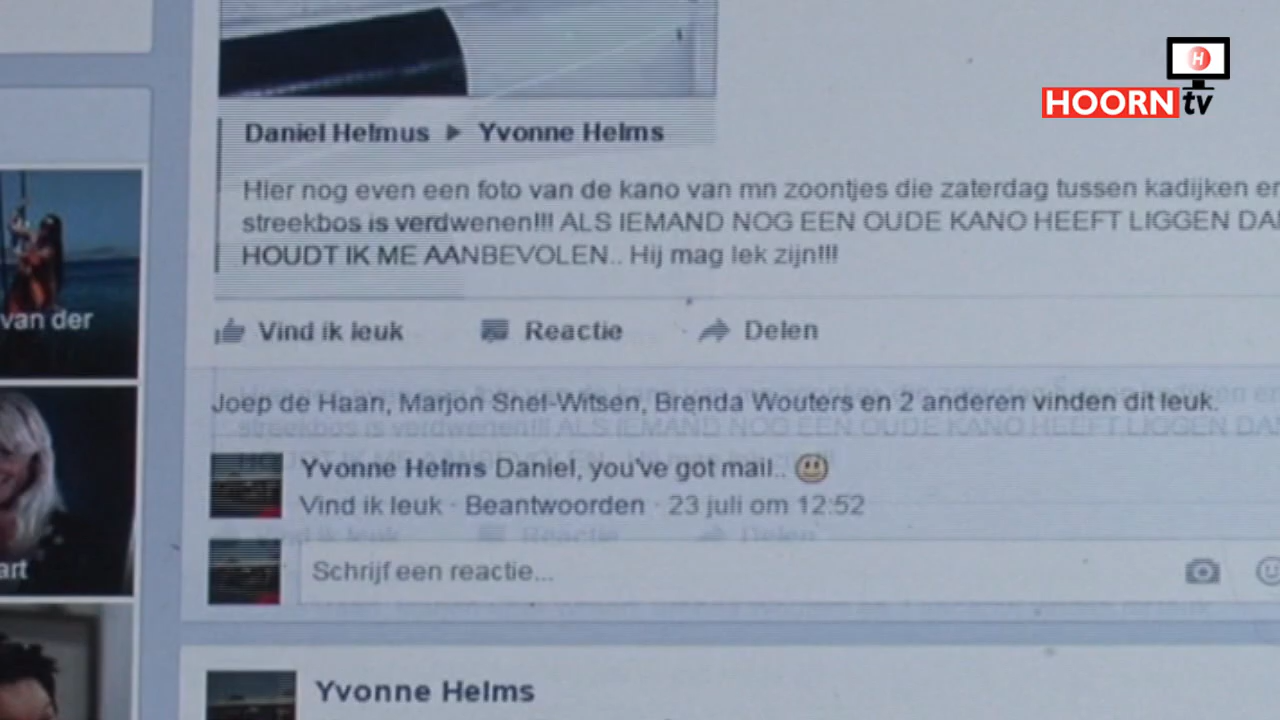 HOORN tv
H
Daniel Helmus ▶ Yvonne Helms
Hier nog even een foto van de kano van mn zoontjes die zaterdag tussen kadijken en
streekbos is verdwenen!!! ALS IEMAND NOG EEN OUDE KANO HEEFT LIGGEN DAN
HOUDT IK ME AANBEVOLEN.. Hij mag lek zijn!!!
van der
Vind ik leuk Reactie Delen
Joep de Haan, Marjon Snel-Witsen, Brenda Wouters en 2 anderen vinden dit leuk.
Yvonne Helms Daniel, you've got mail.. 😃
Vind ik leuk · Beantwoorden · 23 juli om 12:52
art
Schrijf een reactie...
Yvonne Helms